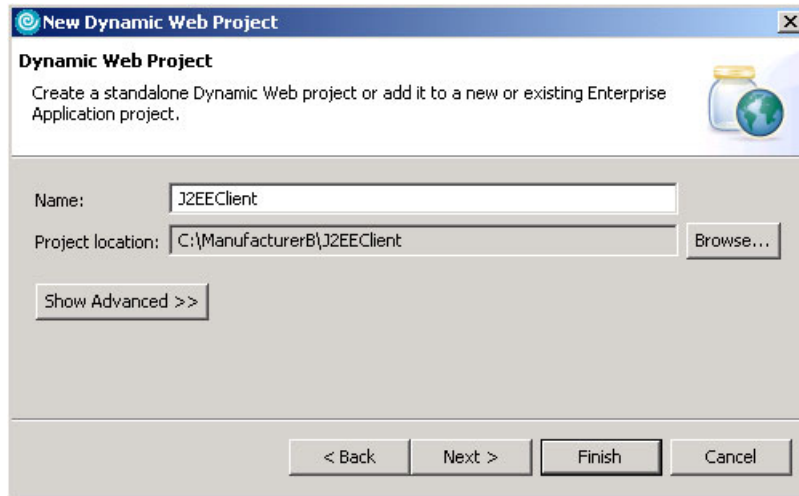 New Dynamic Web Project
Dynamic Web Project
Create a standalone Dynamic Web project or add it to a new or existing Enterprise
Application project.
Name: J2EEClient
Project location: C:\ManufacturerB\J2EEClient Browse...
Show Advanced >>
< Back Next > Finish Cancel